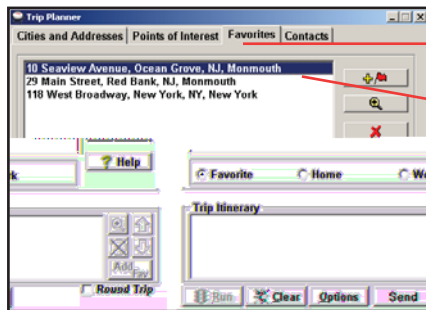 Trip Planner
Cities and Addresses Points of Interest Favorites Contacts
10 Seaview Avenue, Ocean Grove, NJ, Monmouth
29 Main Street, Red Bank, NJ, Monmouth
118 West Broadway, New York, NY, New York
? Help
Favorite Home
Trip Itinerary
Add
Fav
Round Trip
Run Clear Options Send